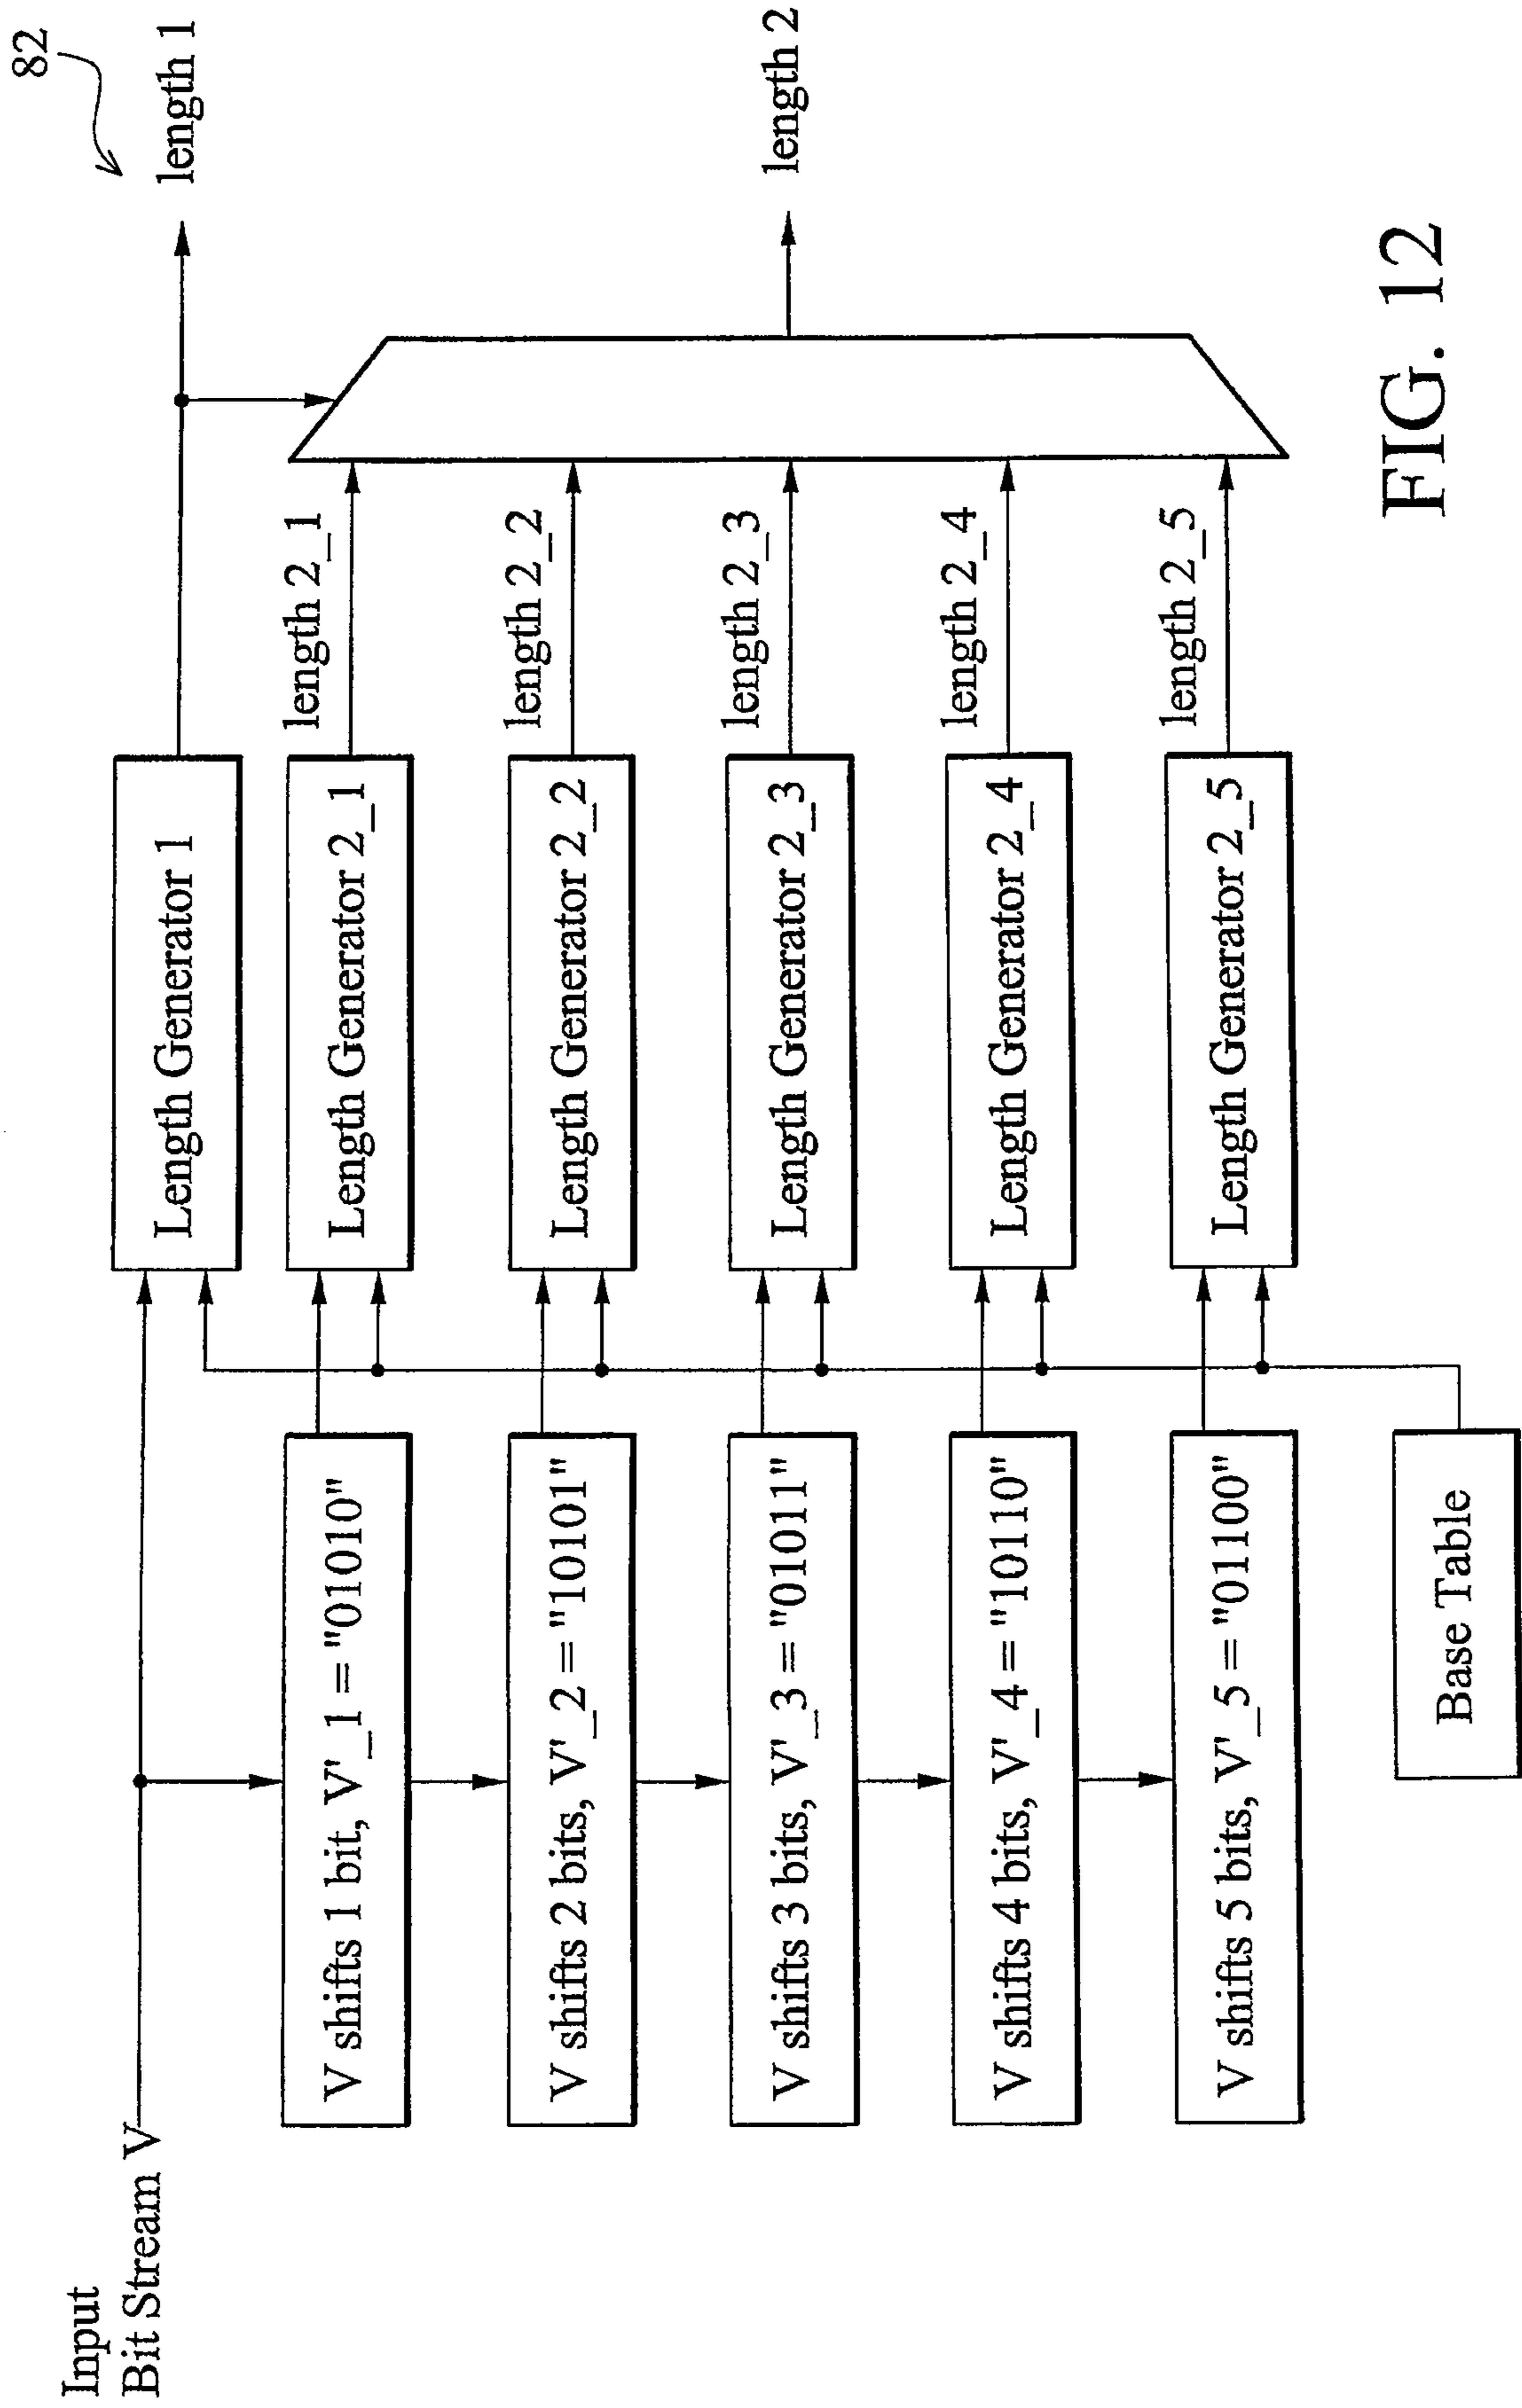 82
Input
Bit Stream V
length 1
Length Generator 1
V shifts 1 bit, V'_1 ="01010"
Length Generator 2_1
length 2_1
V shifts 2 bits, V'_2 ="10101"
Length Generator 2_2
length 2_2
V shifts 3 bits, V'_3 ="01011"
Length Generator 2_3
length 2_3
length 2
V shifts 4 bits, V'_4 ="10110"
Length Generator 2_4
length 2_4
V shifts 5 bits, V'_5 ="01100"
Length Generator 2_5
length 2_5
Base Table
FIG. 12